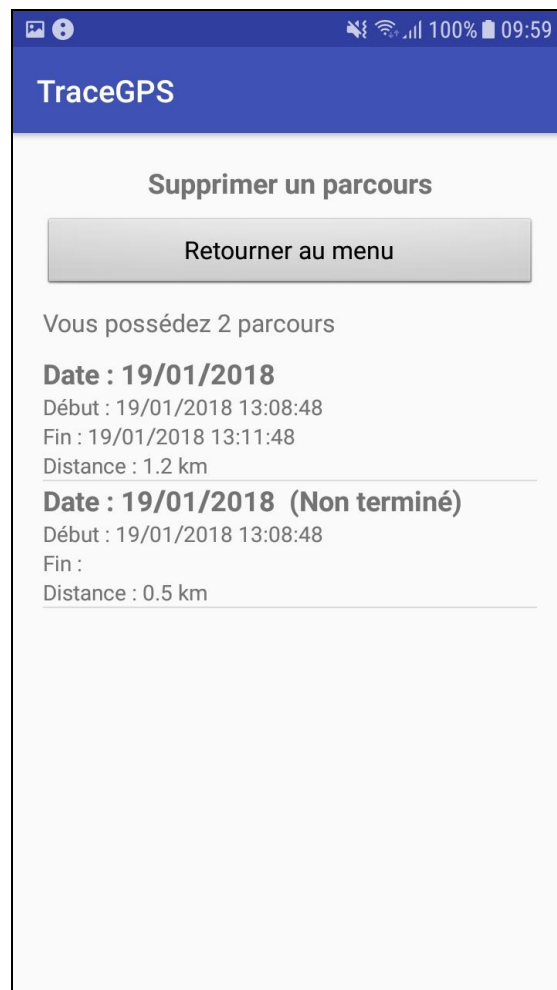 100% 09:59
TraceGPS
Supprimer un parcours
Retourner au menu
Vous possédez 2 parcours
Date : 19/01/2018
Début : 19/01/2018 13:08:48
Fin : 19/01/2018 13:11:48
Distance : 1.2 km
Date : 19/01/2018 (Non terminé)
Début : 19/01/2018 13:08:48
Fin :
Distance : 0.5 km